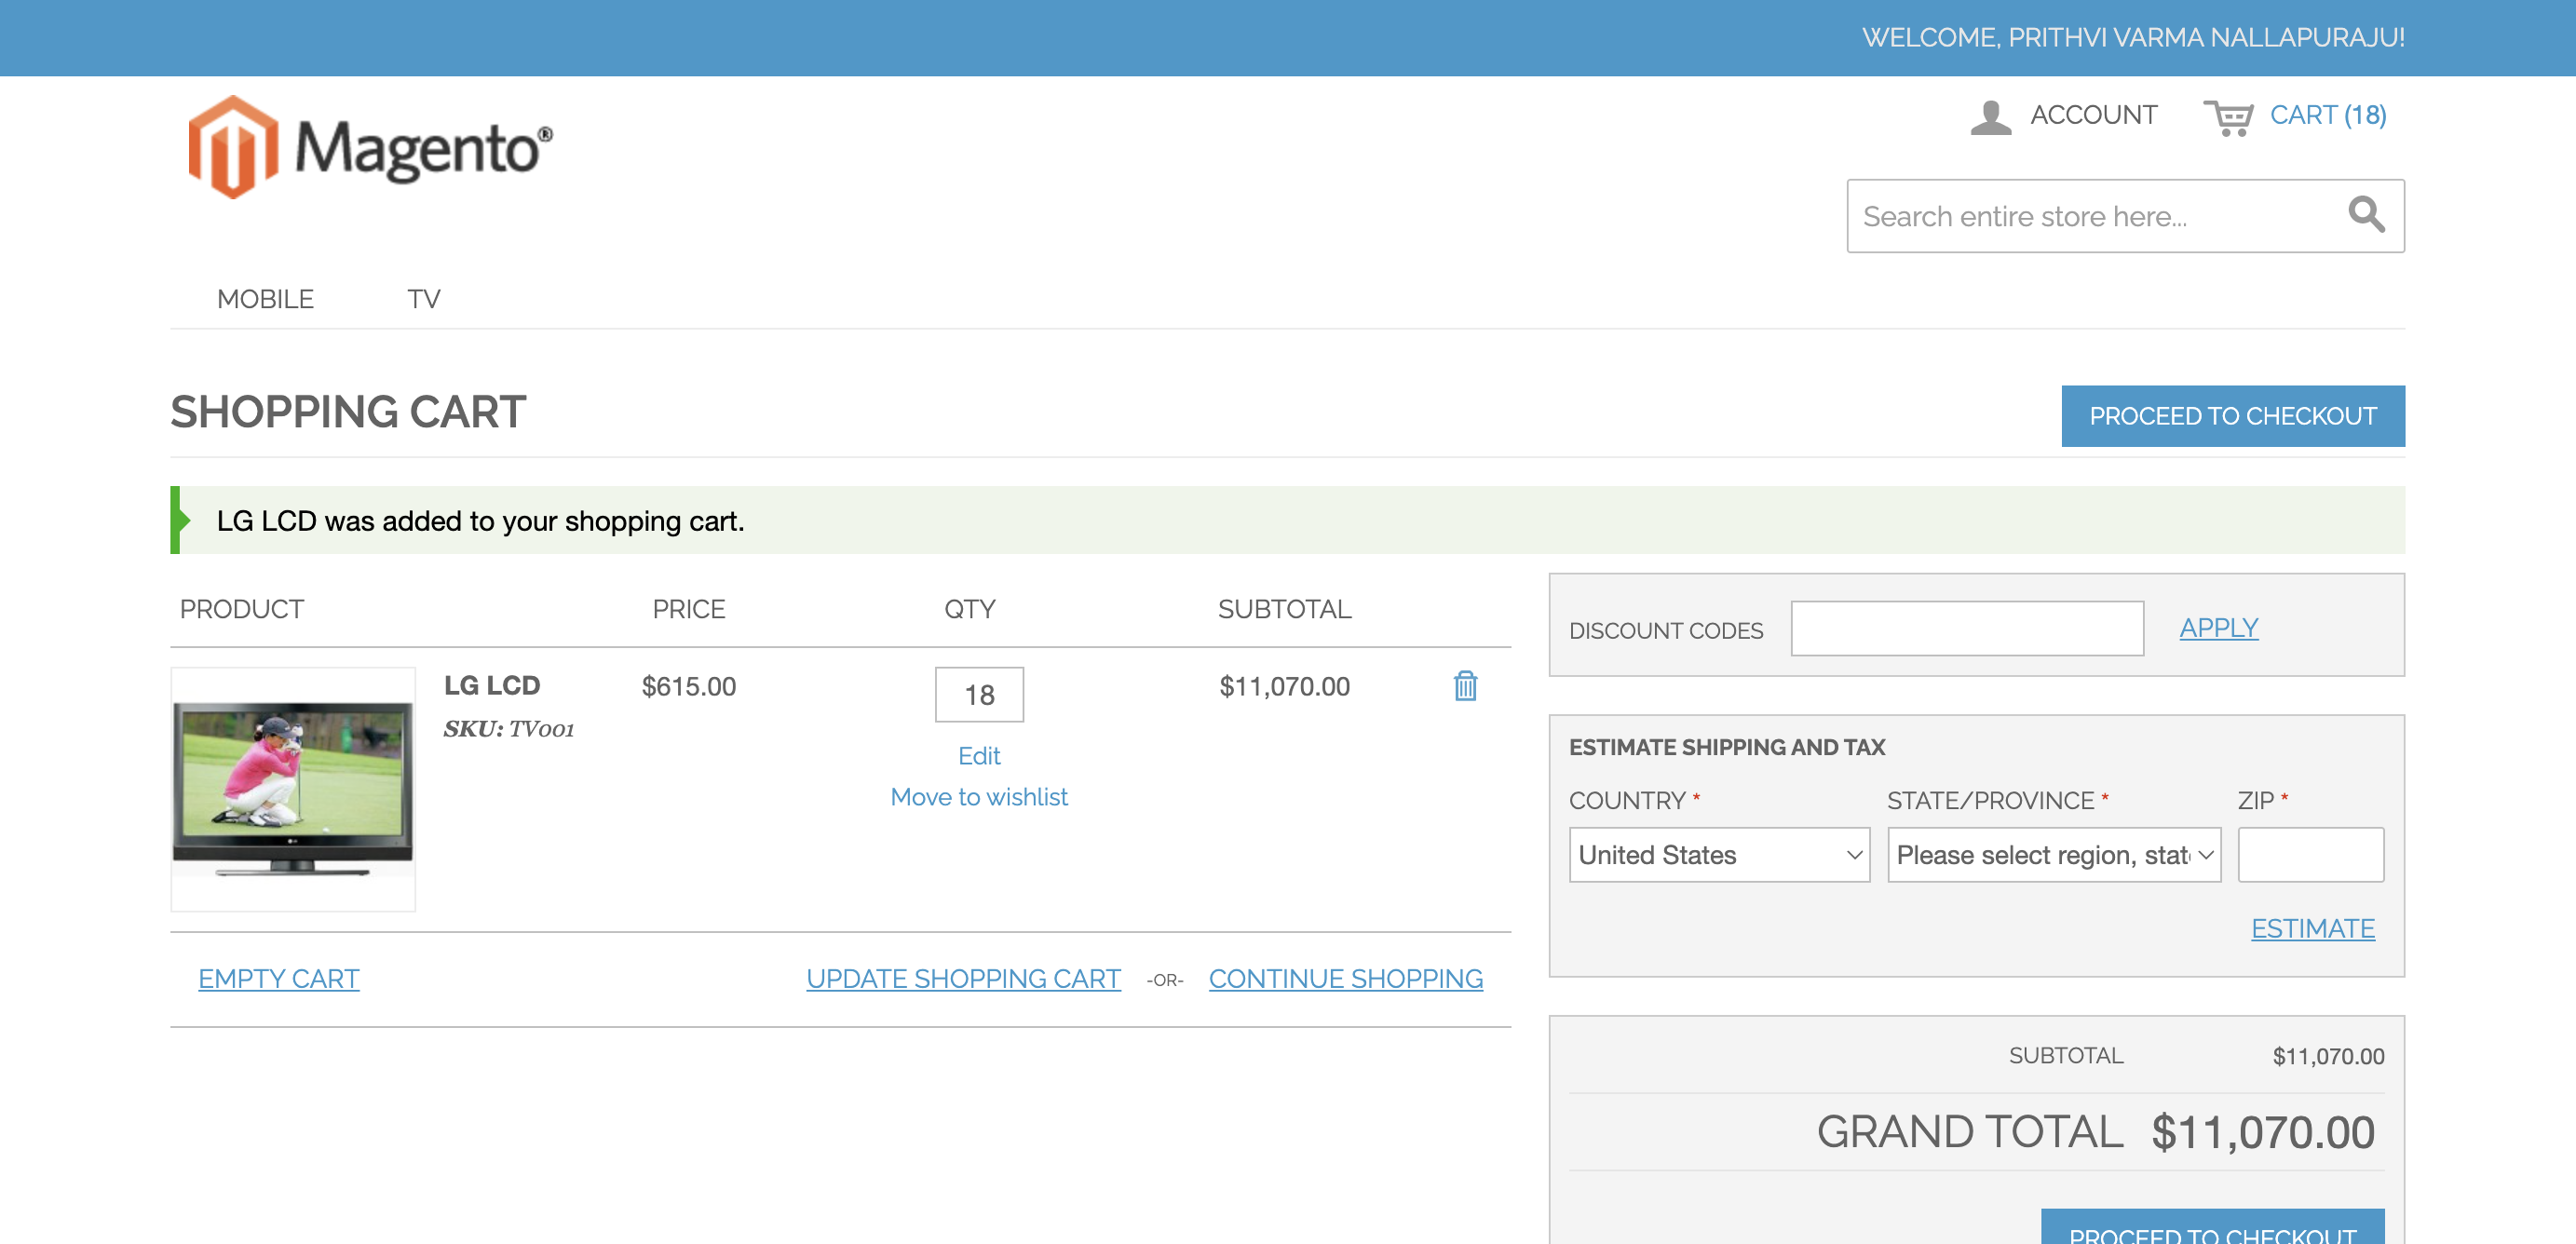 WELCOME, PRITHVI VARMA NALLAPURAJU!
Magento®
ACCOUNT CART (18)
Search entire store here...
MOBILE TV
SHOPPING CART
PROCEED TO CHECKOUT
LG LCD was added to your shopping cart.
PRODUCT PRICE QTY SUBTOTAL
LG LCD $615.00 18 $11,070.00
SKU: TV001
Edit
Move to wishlist
EMPTY CART UPDATE SHOPPING CART -OR- CONTINUE SHOPPING
DISCOUNT CODES APPLY
ESTIMATE SHIPPING AND TAX
COUNTRY * STATE/PROVINCE * ZIP *
United States Please select region, stat
ESTIMATE
SUBTOTAL $11,070.00
GRAND TOTAL $11,070.00
PROCEED TO CHECKOUT